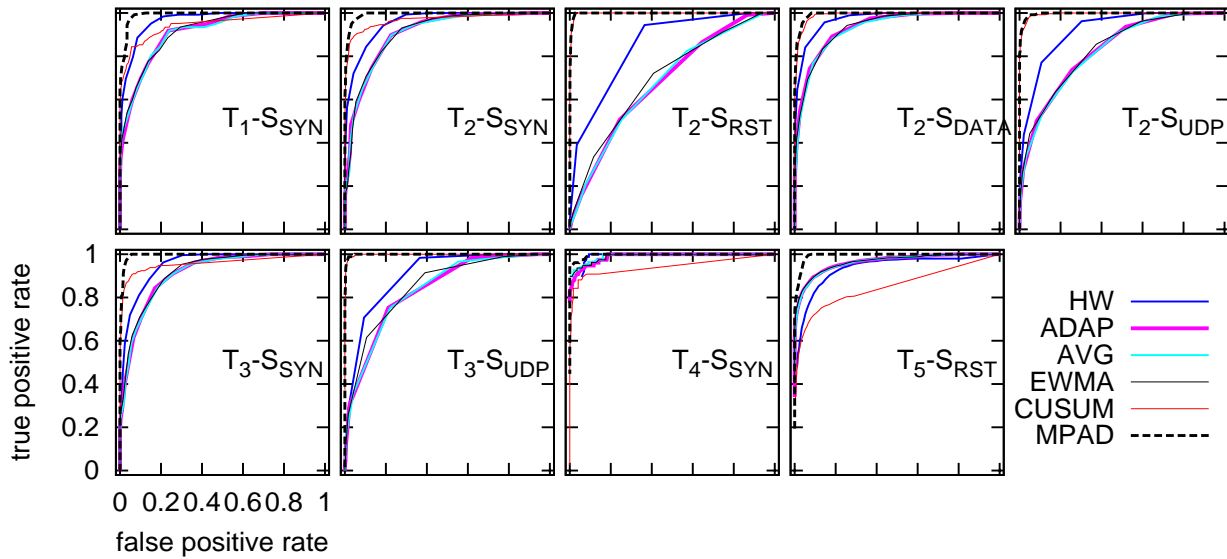 T1-SSYN
T2-SSYN
T2-SRST
T2-SDATA
T2-SUDP
true positive rate
1
0.8
0.6
0.4
0.2
0
T3-SSYN
T3-SUDP
T4-SSYN
T5-SRST
HW
ADAP
AVG
EWMA
CUSUM
MPAD
0 0.2 0.4 0.6 0.8 1
false positive rate